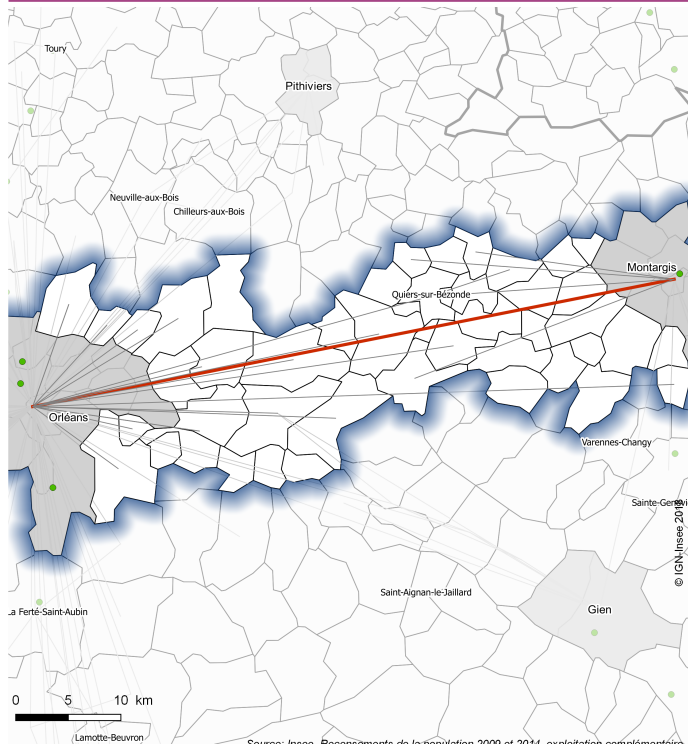 Toury
Pithiviers
Neuville-aux-Bois
Chilleurs-aux-Bois
Montargis
Quiers-sur-Bézonde
Orléans
Varennes-Changy
© IGN-Insee
Saint-Aignan-le-Jaillard
Gien
La Ferté-Saint-Aubin
0 5 10 km
Lamotte-Beuvron
Source: Insee, Recensements de la population 2009 et 2014, exploitation complémentaire